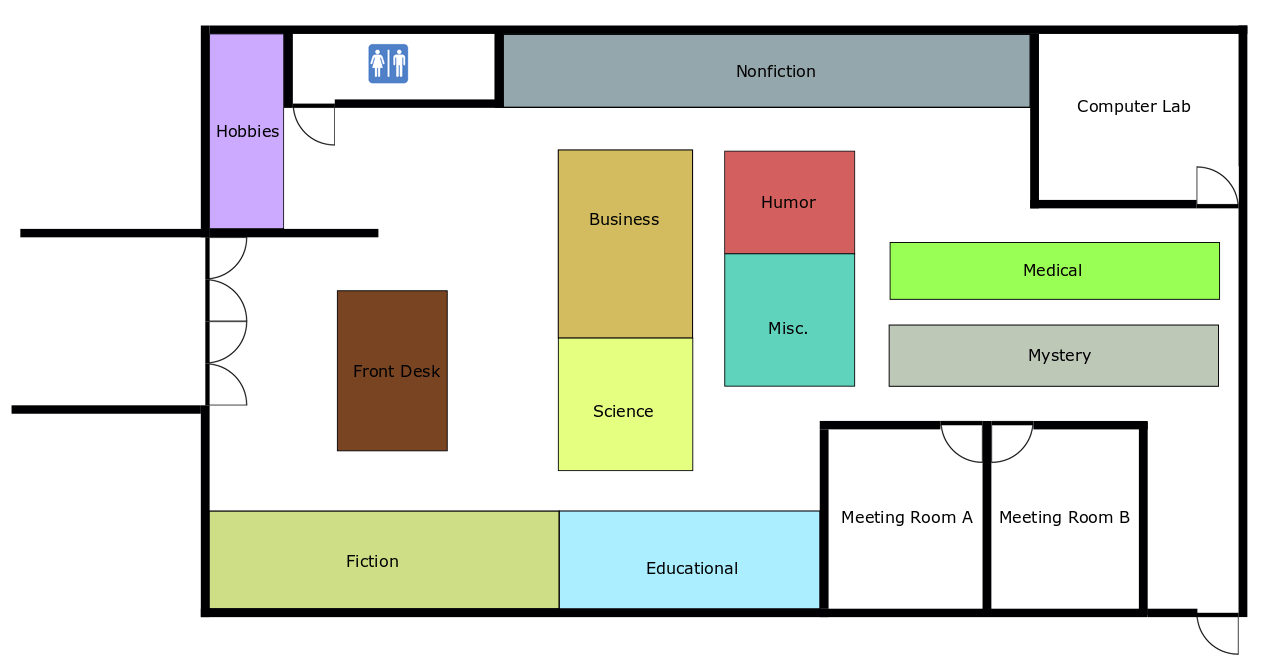 Nonfiction
Computer Lab
Hobbies
Business
Humor
Medical
Misc.
Mystery
Front Desk
Science
Meeting Room A
Meeting Room B
Fiction
Educational